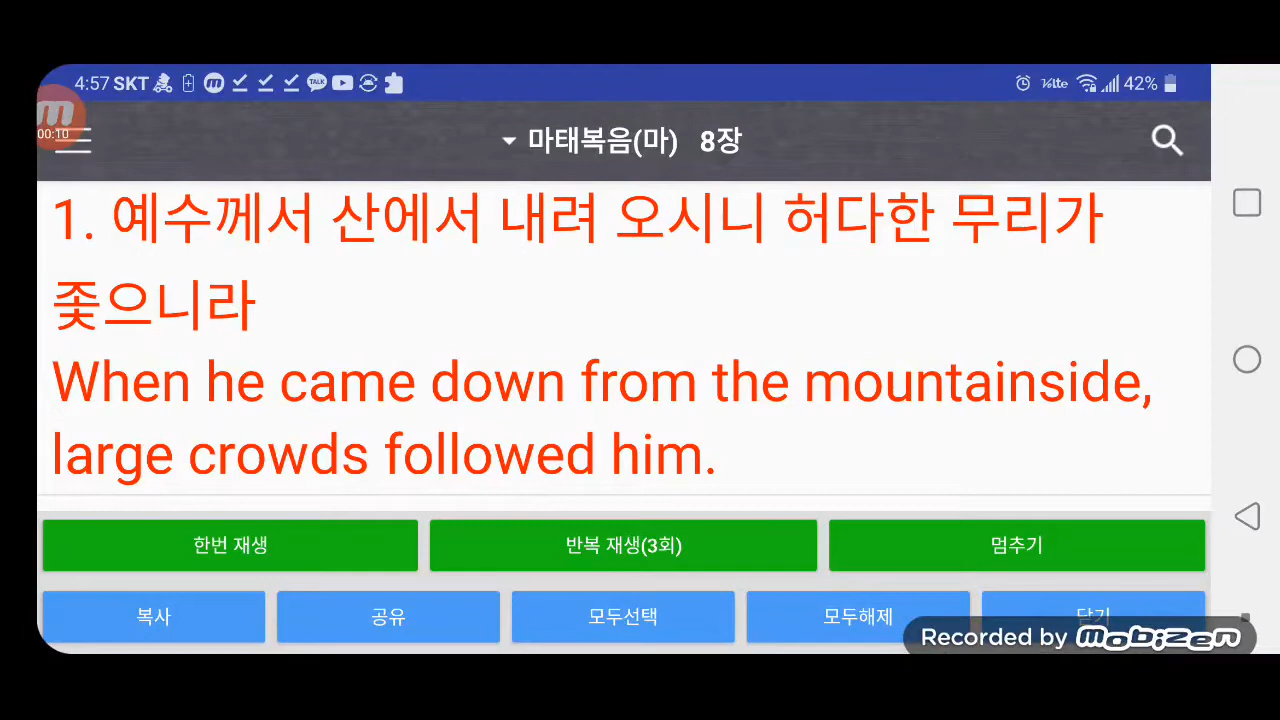 4:57 SKT
TALK
VoLTE
42%
m
00:10
마태복음(마) 8장
1. 예수께서 산에서 내려 오시니 허다한 무리가
좇으니라
When he came down from the mountainside,
large crowds followed him.
한번 재생
반복 재생(3회)
멈추기
복사
공유
모두선택
모두해제
닫기
Recorded by mobizen